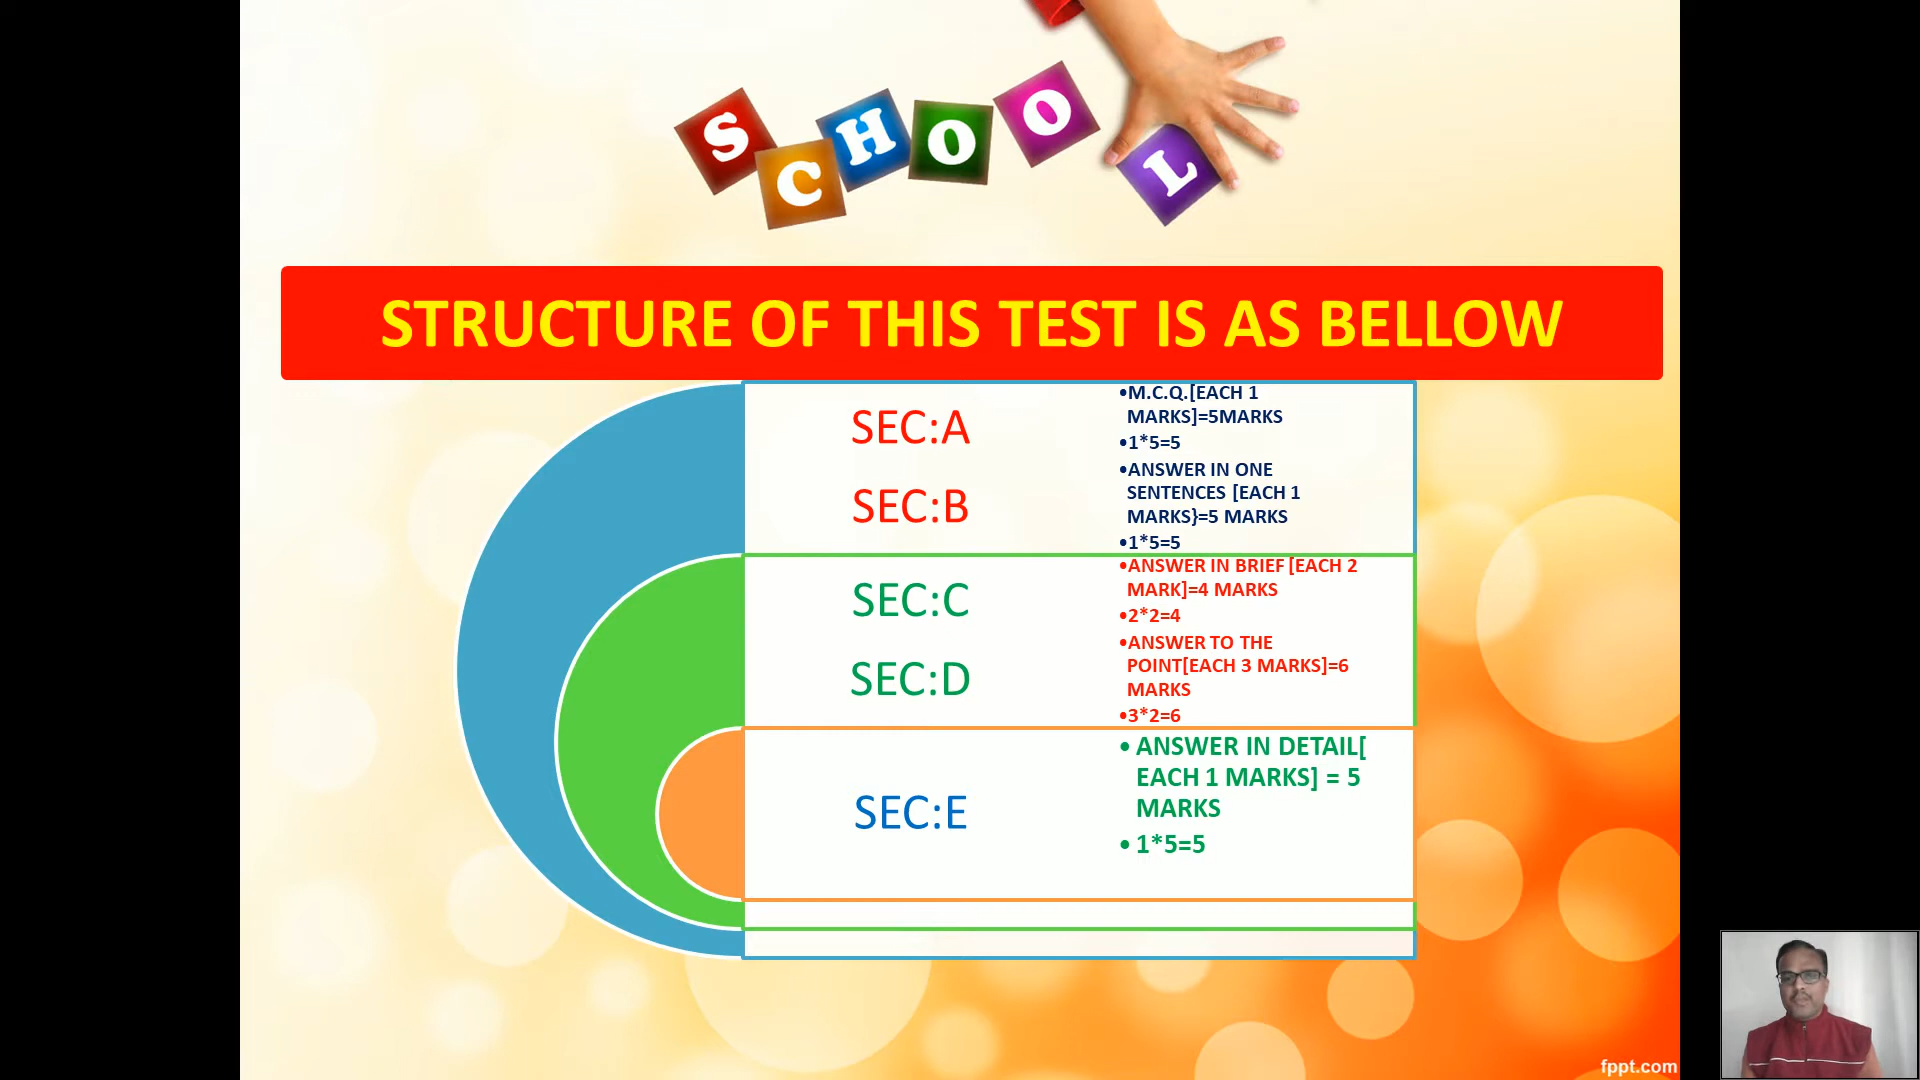 SCHOOL
STRUCTURE OF THIS TEST IS AS BELLOW
SEC:A
•M.C.Q.[EACH 1
MARKS]=5MARKS
•1*5=5
SEC:B
•ANSWER IN ONE
SENTENCES [EACH 1
MARKS}=5 MARKS
•1*5=5
SEC:C
•ANSWER IN BRIEF [EACH 2
MARK]=4 MARKS
•2*2=4
SEC:D
•ANSWER TO THE
POINT[EACH 3 MARKS]=6
MARKS
•3*2=6
SEC:E
• ANSWER IN DETAIL[
EACH 1 MARKS] = 5
MARKS
• 1*5=5
fppt.com